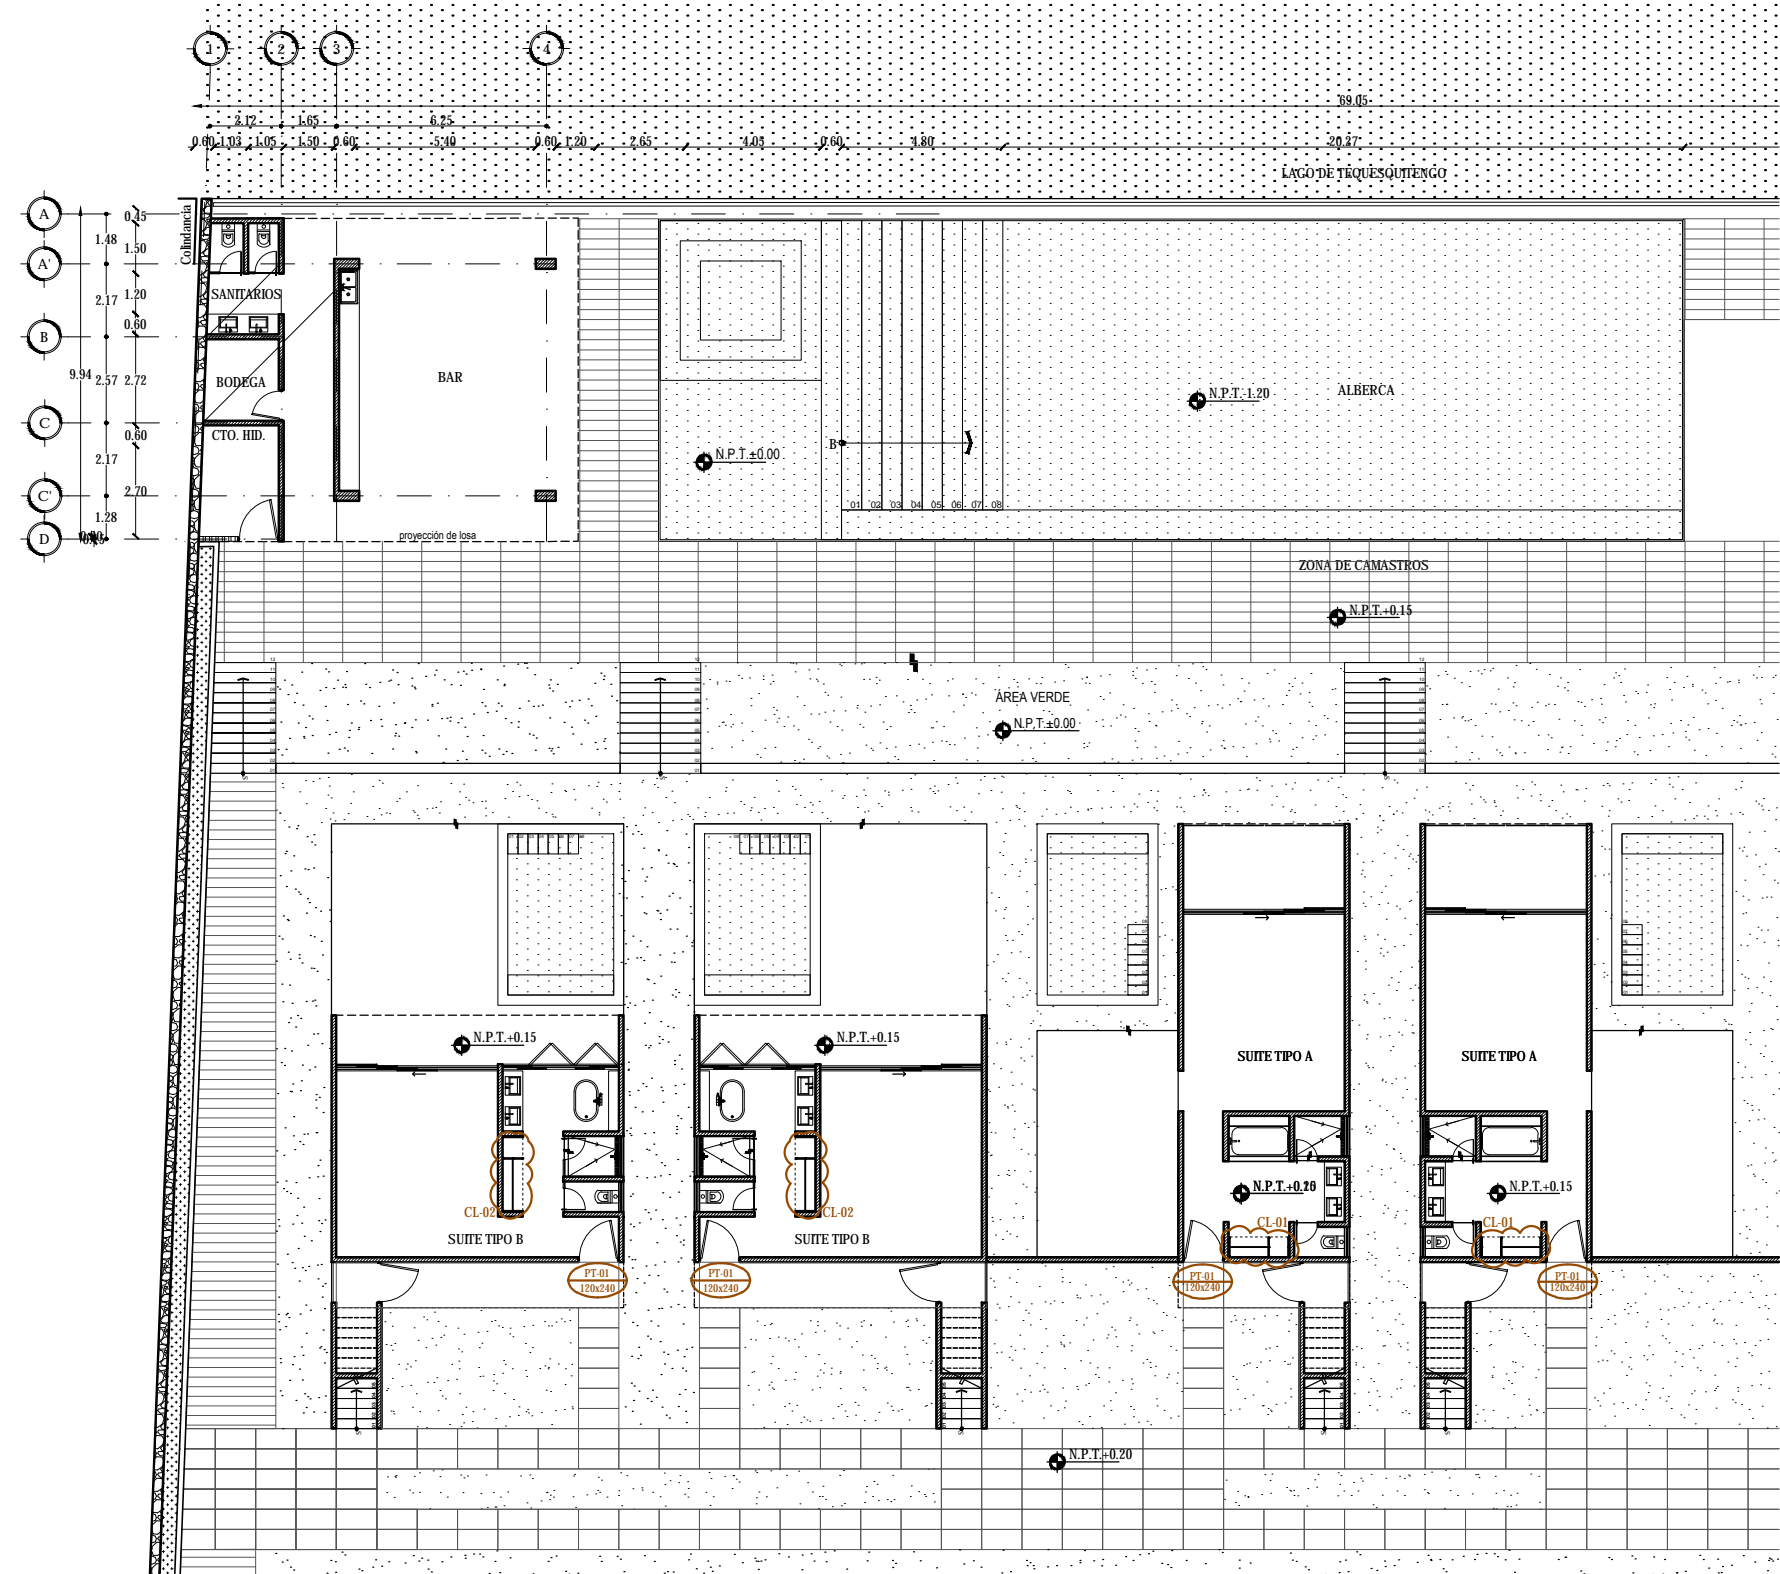 1 2 3 4
69.05
2.12 1.65 6.25
0.60 1.03 1.05 1.50 0.60 5.40 0.60 1.20 2.65 4.05 0.60 4.80 20.27
LAGO DE TEQUESQUITENGO
Colindancia
A
0.45
1.48
1.50
A'
SANITARIOS
1.20
2.17
0.60
B
9.94 2.57 2.72
BODEGA
BAR
ALBERCA
N.P.T.-1.20
C
0.60
CTO. HID.
B
2.17
N.P.T.±0.00
2.70
C'
01 02 03 04 05 06 07 08
1.28
D
proyección de losa
ZONA DE CAMASTROS
N.P.T.+0.15
ÁREA VERDE
N.P.T.±0.00
N.P.T.+0.15
N.P.T.+0.15
SUITE TIPO A
SUITE TIPO A
N.P.T.+0.15
CL-02
CL-02
CL-01
CL-01
SUITE TIPO B
SUITE TIPO B
PT-01
120x240
PT-01
120x240
PT-01
120x240
PT-01
120x240
N.P.T.+0.20